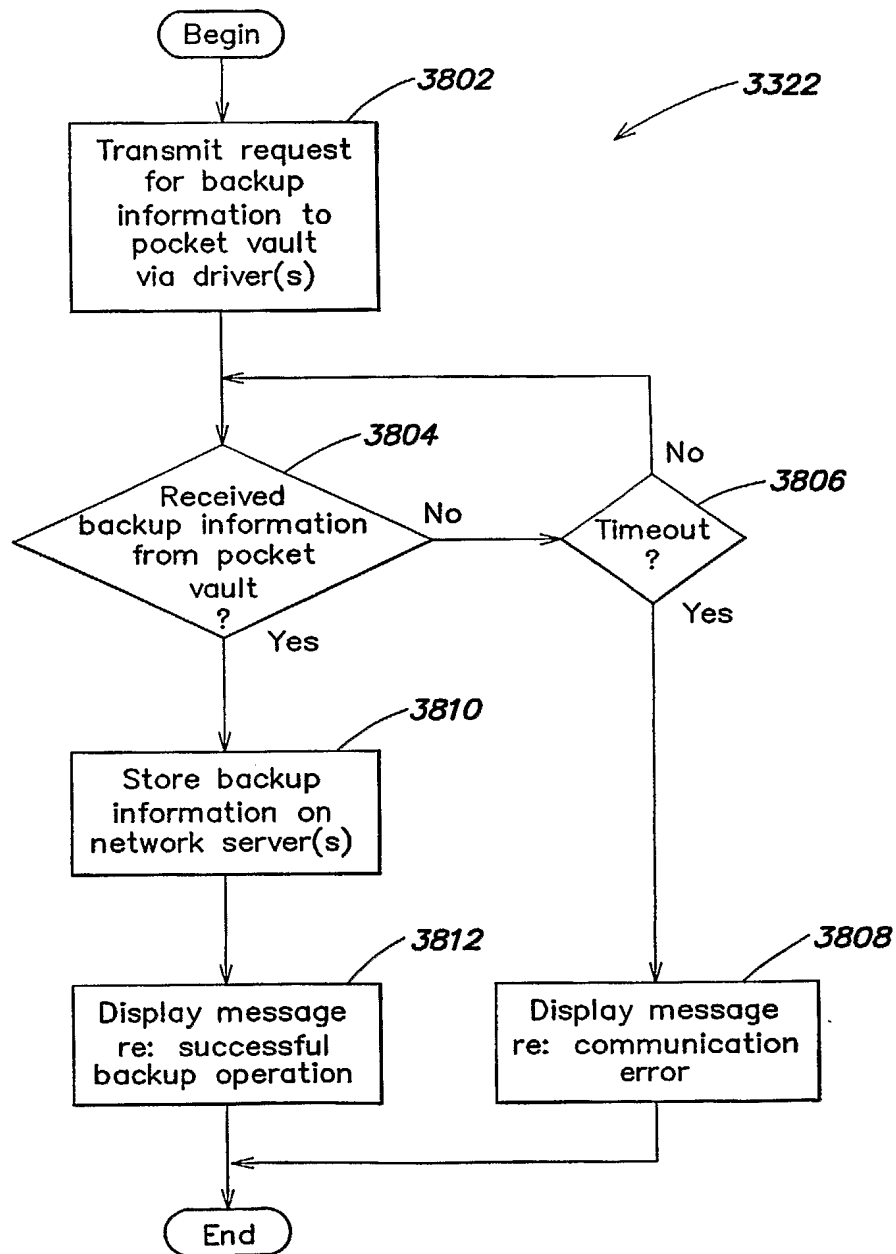 Begin
3802
3322
Transmit request
for backup
information to
pocket vault
via driver(s)
3804
Received
backup information
from pocket
vault
?
No
Yes
3806
No
Timeout
?
Yes
3810
Store backup
information on
network server(s)
3812
Display message
re: successful
backup operation
3808
Display message
re: communication
error
End